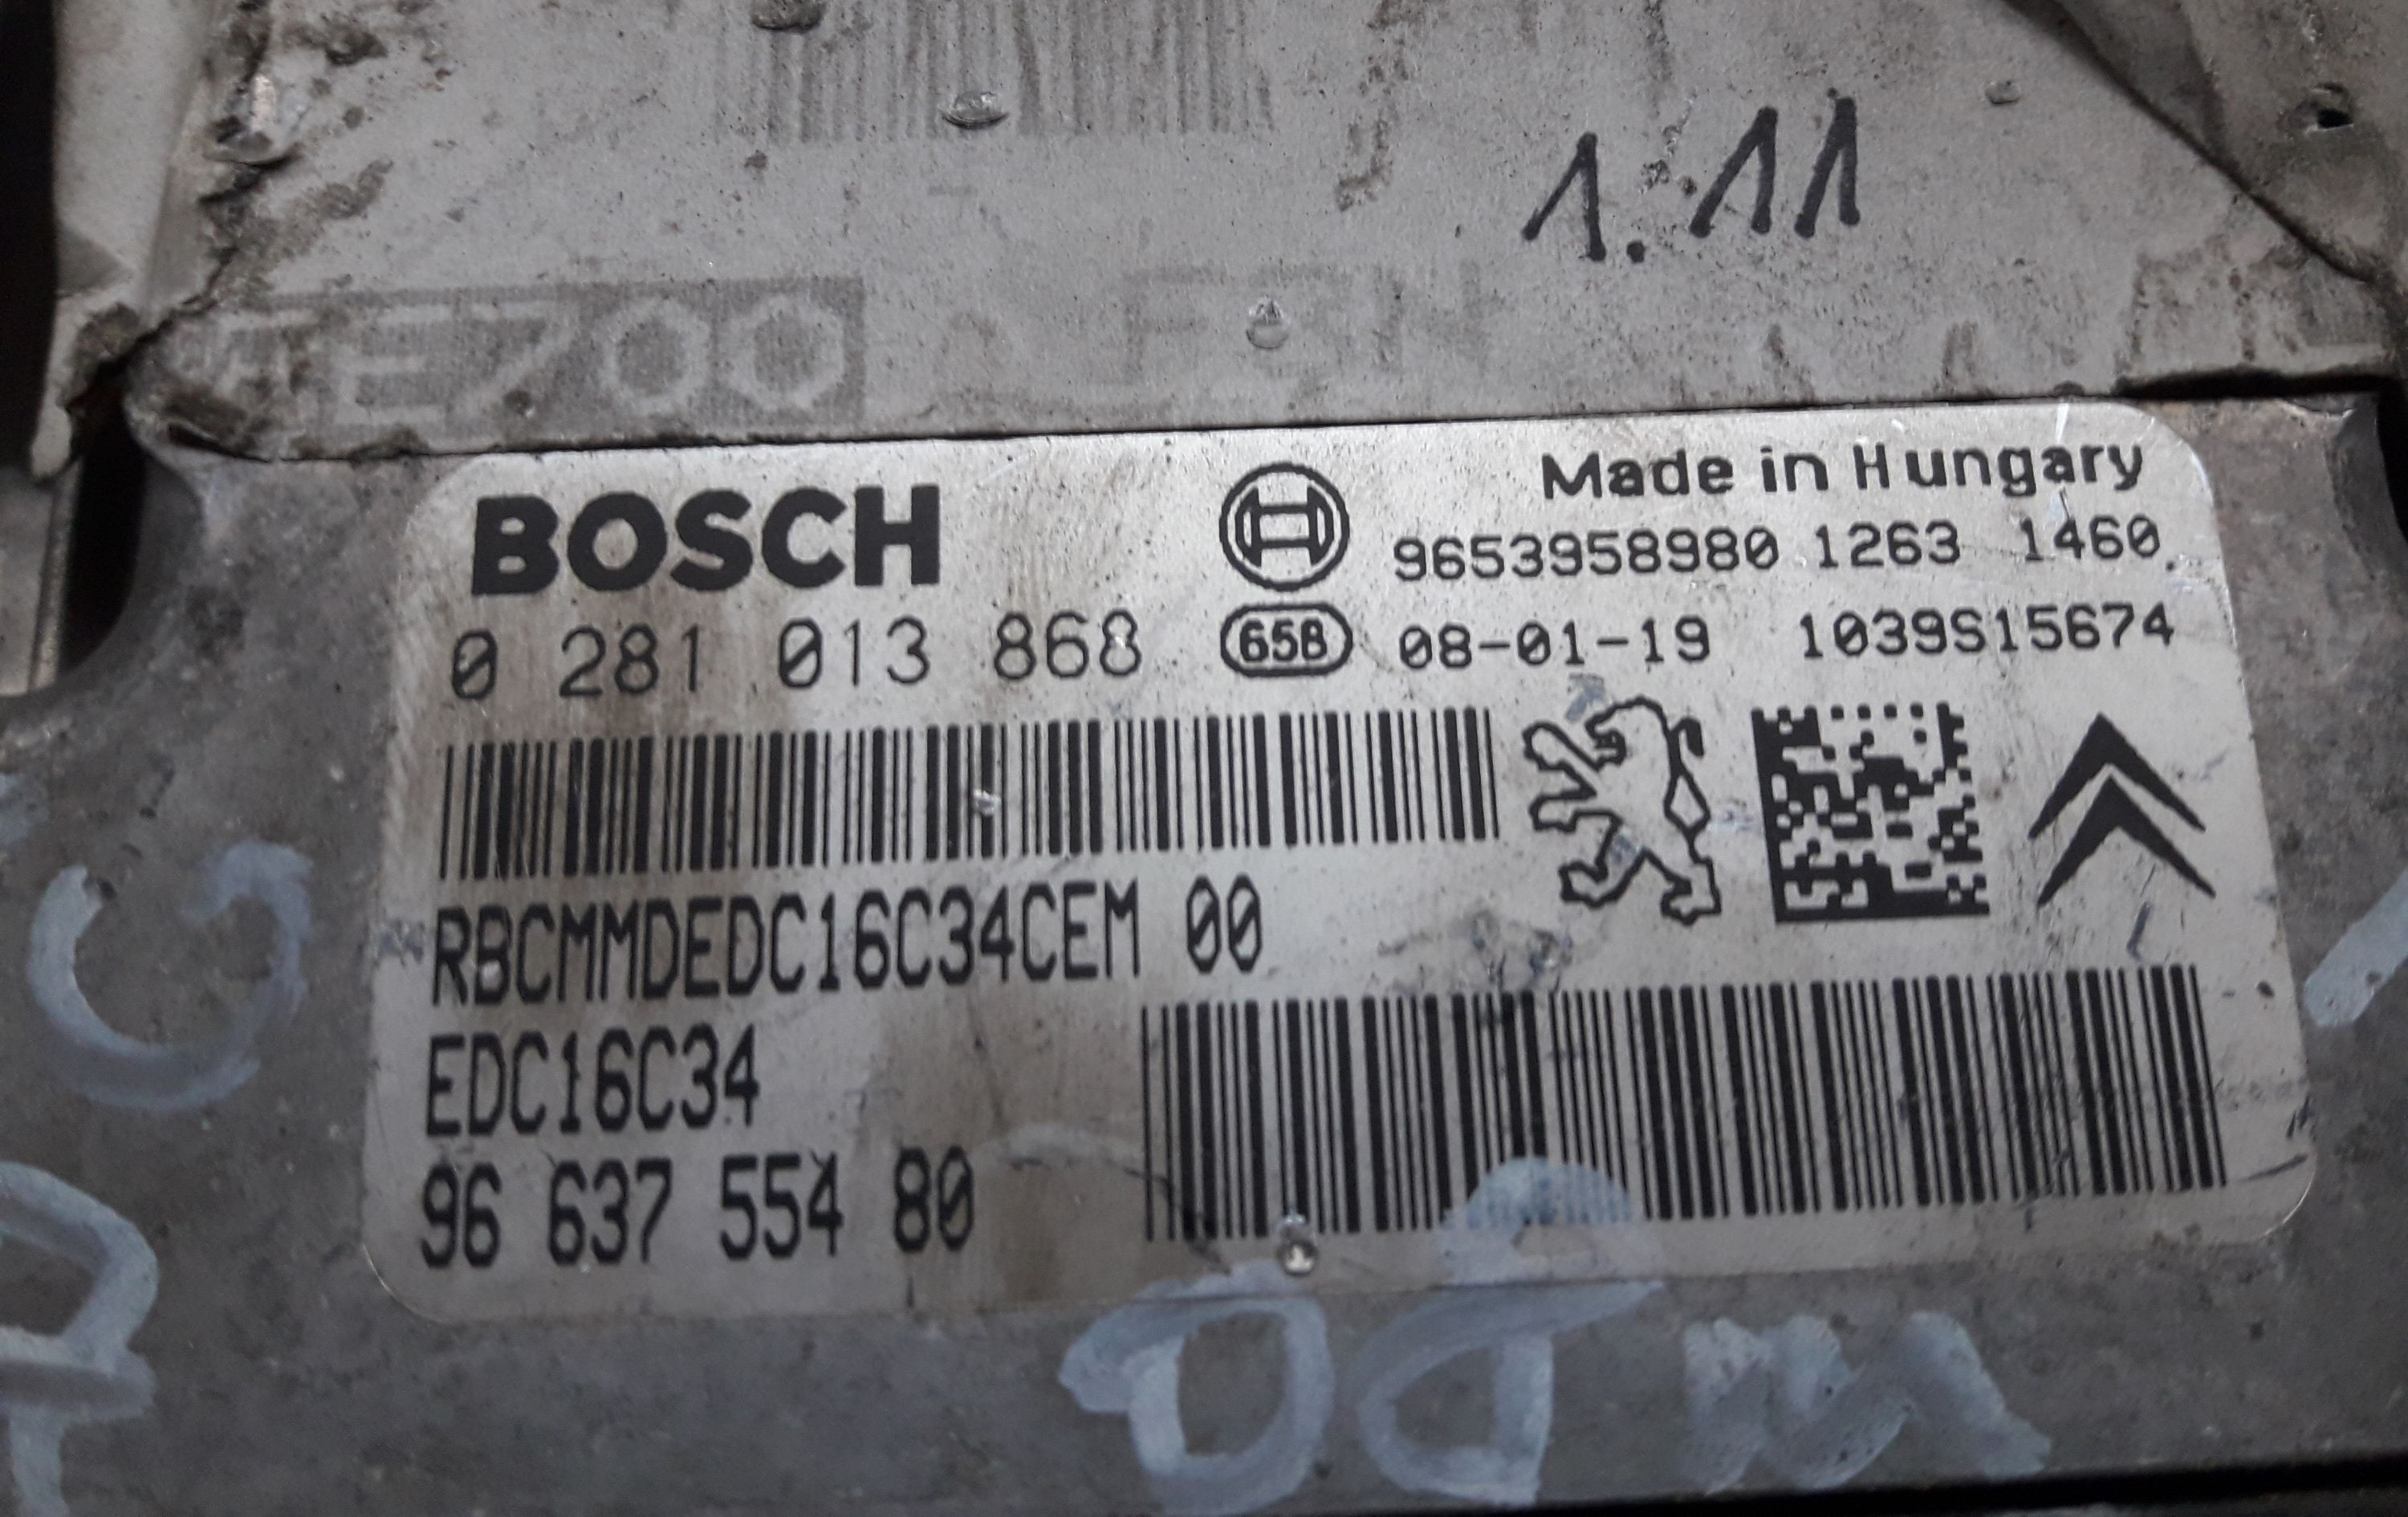 1.11
BOSCH
Made in Hungary
9653958980 1263 1460
0 281 013 868
658 08-01-19 1039S15674
RBCMMDEDC16C34CEM 00
EDC16C34
96 637 554 80